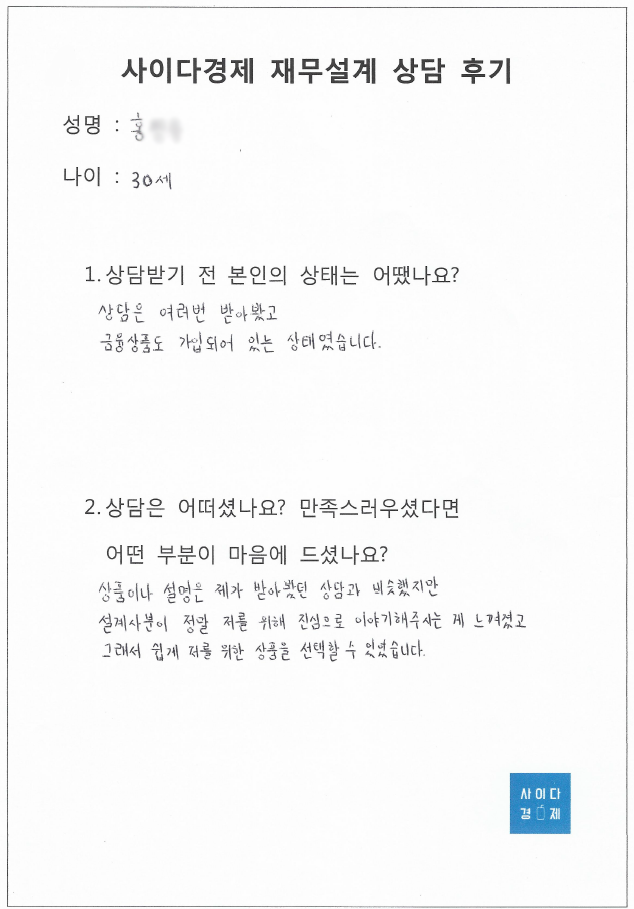 사이다경제 재무설계 상담 후기
성명 : 홍
나이 : 30세
1. 상담받기 전 본인의 상태는 어땠나요?
상담은 여러번 받아봤고
금융상품도 가입되어 있는 상태였습니다.
2. 상담은 어떠셨나요? 만족스러우셨다면
어떤 부분이 마음에 드셨나요?
상품이나 설명은 제가 받아봤던 상담과 비슷했지만
설계사분이 정말 저를 위해 진심으로 이야기해주시는 게 느껴졌고
그래서 쉽게 저를 위한 상품을 선택할 수 있었습니다.
사이다
경제